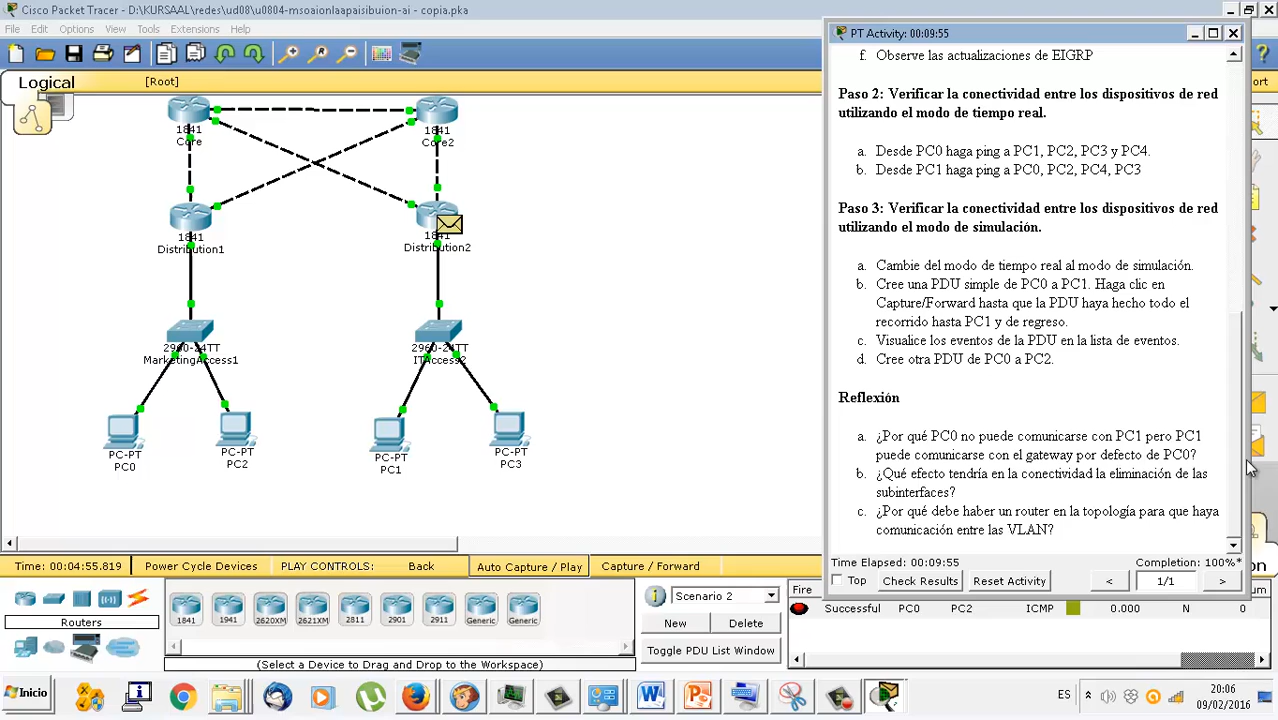 Cisco Packet Tracer - D:\KURSAAL\redes\ud08\u0804-msoaionlaapaisibuion-ai - copia.pka
File Edit Options View Tools Extensions Help
Logical [Root]
1841
Core
1841
Core2
1841
Distribution1
1841
Distribution2
2960-24TT
MarketingAccess1
2960-24TT
ITAccess2
PC-PT
PC0
PC-PT
PC2
PC-PT
PC1
PC-PT
PC3
PT Activity: 00:09:55
f. Observe las actualizaciones de EIGRP
Paso 2: Verificar la conectividad entre los dispositivos de red
utilizando el modo de tiempo real.
a. Desde PC0 haga ping a PC1, PC2, PC3 y PC4.
b. Desde PC1 haga ping a PC0, PC2, PC4, PC3
Paso 3: Verificar la conectividad entre los dispositivos de red
utilizando el modo de simulación.
a. Cambie del modo de tiempo real al modo de simulación.
b. Cree una PDU simple de PC0 a PC1. Haga clic en
Capture/Forward hasta que la PDU haya hecho todo el
recorrido hasta PC1 y de regreso.
c. Visualice los eventos de la PDU en la lista de eventos.
d. Cree otra PDU de PC0 a PC2.
Reflexión
a. ¿Por qué PC0 no puede comunicarse con PC1 pero PC1
puede comunicarse con el gateway por defecto de PC0?
b. ¿Qué efecto tendría en la conectividad la eliminación de las
subinterfaces?
c. ¿Por qué debe haber un router en la topología para que haya
comunicación entre las VLAN?
Time Elapsed: 00:09:55 Completion: 100%*
Top Check Results Reset Activity < 1/1 >
ort
on
Time: 00:04:55.819 Power Cycle Devices PLAY CONTROLS: Back Auto Capture / Play Capture / Forward
Routers
1841 1941 2620XM 2621XM 2811 2901 2911 Generic Generic
(Select a Device to Drag and Drop to the Workspace)
Scenario 2
New Delete
Toggle PDU List Window
Fire um
Successful PC0 PC2 ICMP 0.000 N 0
Inicio
ES
20:06
09/02/2016